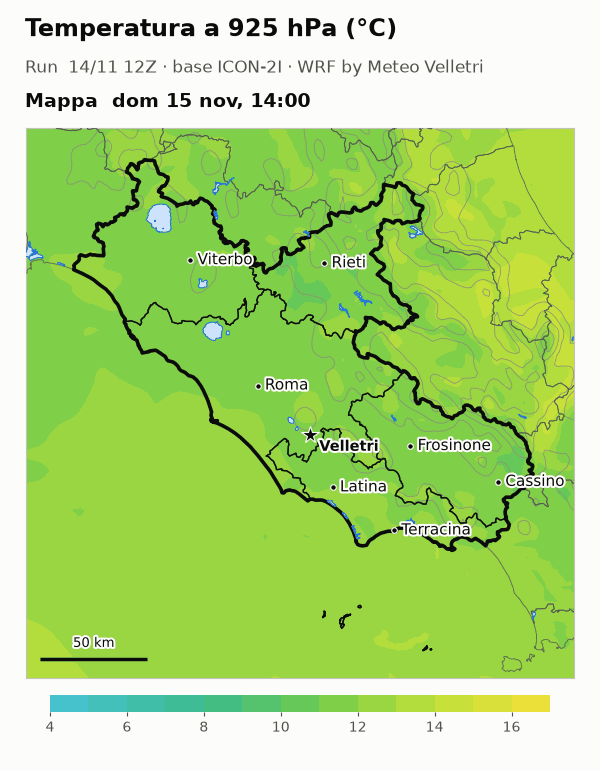 Temperatura a 925 hPa (°C)
Run  14/11 12Z · base ICON-2I · WRF by Meteo Velletri
Mappa  dom 15 nov, 14:00
Viterbo
Rieti
Roma
Velletri
Frosinone
Latina
Cassino
Terracina
50 km
4 6 8 10 12 14 16